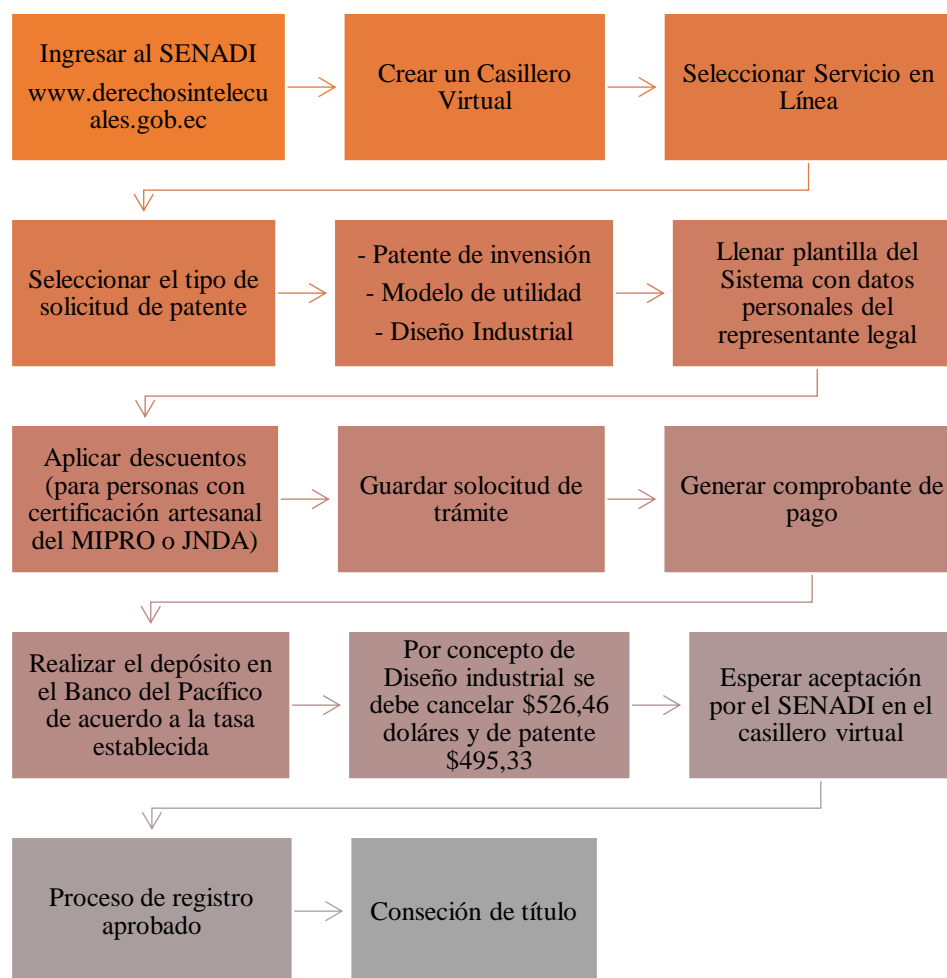 Ingresar al SENADI
www.derechosintelecu
ales.gob.ec
Crear un Casillero
Virtual
Seleccionar Servicio en
Línea
Seleccionar el tipo de
solicitud de patente
- Patente de invensión
- Modelo de utilidad
- Diseño Industrial
Llenar plantilla del
Sistema con datos
personales del
representante legal
Aplicar descuentos
(para personas con
certificación artesanal
del MIPRO o JNDA)
Guardar solocitud de
trámite
Generar comprobante de
pago
Realizar el depósito en
el Banco del Pacífico
de acuerdo a la tasa
establecida
Por concepto de
Diseño industrial se
debe cancelar $526,46
doláres y de patente
$495,33
Esperar aceptación
por el SENADI en el
casillero virtual
Proceso de registro
aprobado
Conseción de título